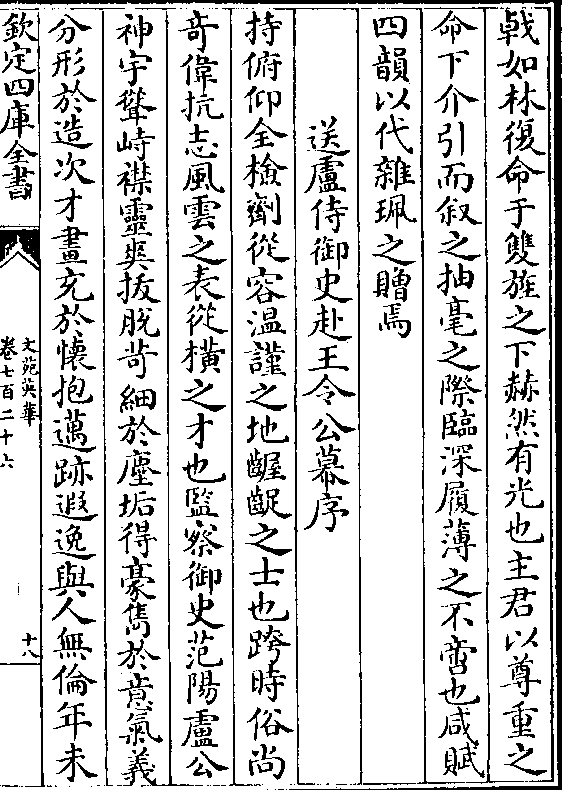 戟如林復命于雙旌之下赫然有光也主君以尊重之
命下介引而叙之抽毫之際臨深履薄之不啻也咸賦
四韻以代雜珮之贈焉
送盧侍御史赴王令公幕序
持俯仰全檢劑從容温謹之地齷齪之士也跨時俗尚
奇偉抗志風雲之表從横之才也監察御史范陽盧公
神宇聳峙襟靈爽拔脱苛細於塵垢得豪雋於意氣義
分形於造次才畫充於懐抱邁跡遐逸與人無倫年未
欽定四庫全書
文苑英華
卷七百二十六
十八